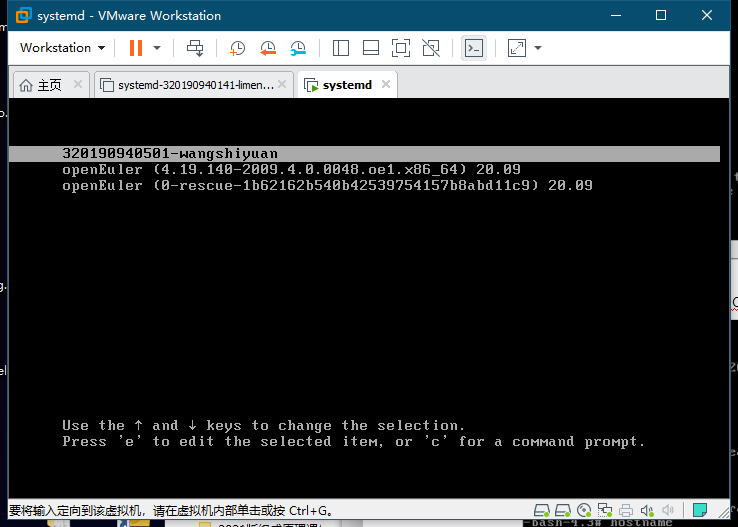 systemd - VMware Workstation
Workstation
主页
systemd-320190940141-limen...
systemd
320190940501-wangshiyuan
openEuler (4.19.140-2009.4.0.0048.oe1.x86_64) 20.09
openEuler (0-rescue-1b62162b540b42539754157b8abd11c9) 20.09
Use the ↑ and ↓ keys to change the selection.
Press 'e' to edit the selected item, or 'c' for a command prompt.
要将输入定向到该虚拟机，请在虚拟机内部单击或按 Ctrl+G。
-bash-4.3# hostname